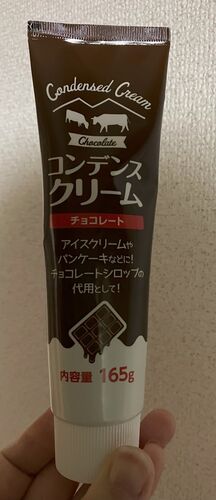 Condensed Cream
Chocolate
コンデンス
クリーム
チョコレート
アイスクリームや
パンケーキなどに!
チョコレートシロップの
代用として!
内容量 165g